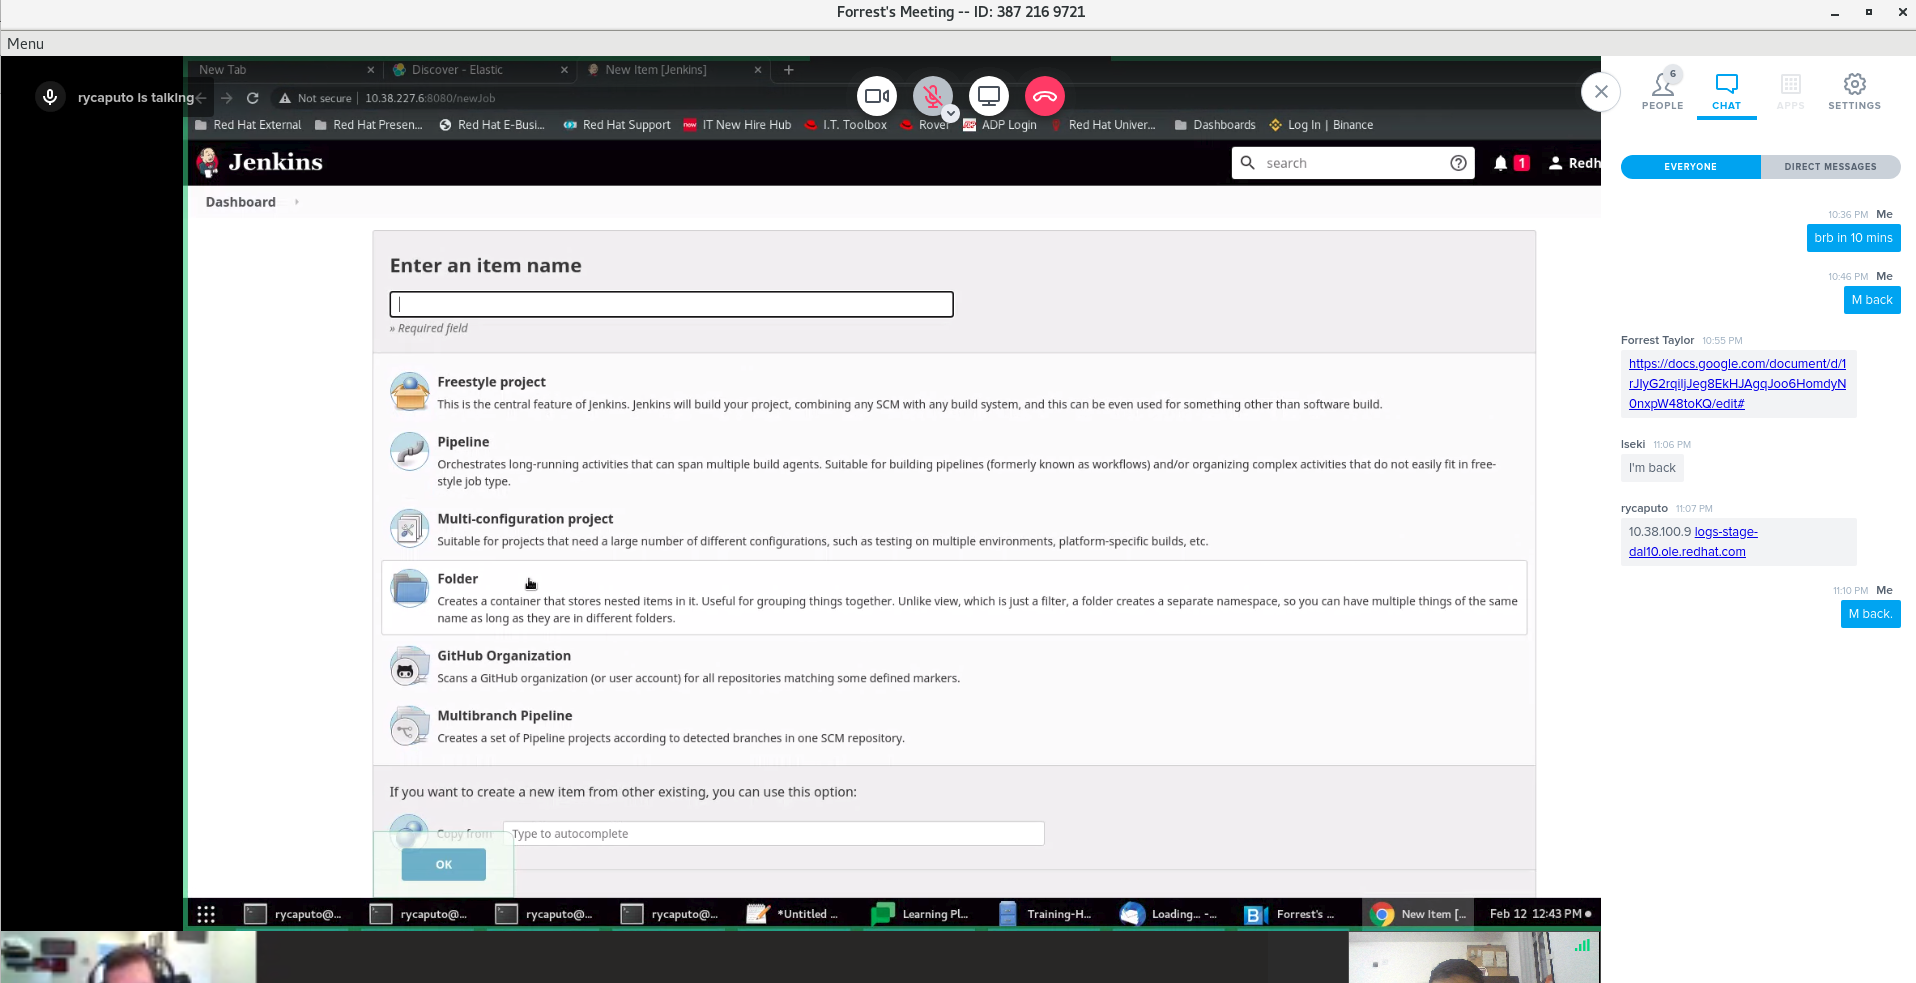 Forrest's Meeting -- ID: 387 216 9721
Menu
rycaputo is talking
New Tab
Discover - Elastic
New Item [Jenkins]
Not secure
10.38.227.6:8080/newJob
Red Hat External
Red Hat Presen...
Red Hat E-Busi...
Red Hat Support
IT New Hire Hub
I.T. Toolbox
Rover
ADP Login
Red Hat Univer...
Dashboards
Log In | Binance
Jenkins
search
1
Redh
Dashboard
Enter an item name
» Required field
Freestyle project
This is the central feature of Jenkins. Jenkins will build your project, combining any SCM with any build system, and this can be even used for something other than software build.
Pipeline
Orchestrates long-running activities that can span multiple build agents. Suitable for building pipelines (formerly known as workflows) and/or organizing complex activities that do not easily fit in free-
style job type.
Multi-configuration project
Suitable for projects that need a large number of different configurations, such as testing on multiple environments, platform-specific builds, etc.
Folder
Creates a container that stores nested items in it. Useful for grouping things together. Unlike view, which is just a filter, a folder creates a separate namespace, so you can have multiple things of the same
name as long as they are in different folders.
GitHub Organization
Scans a GitHub organization (or user account) for all repositories matching some defined markers.
Multibranch Pipeline
Creates a set of Pipeline projects according to detected branches in one SCM repository.
If you want to create a new item from other existing, you can use this option:
Copy from
Type to autocomplete
OK
rycaputo@...
rycaputo@...
rycaputo@...
rycaputo@...
*Untitled ...
Learning Pl...
Training-H...
Loading... -...
Forrest's ...
New Item [...
Feb 12 12:43 PM
6
PEOPLE
CHAT
APPS
SETTINGS
EVERYONE
DIRECT MESSAGES
10:36 PM Me
brb in 10 mins
10:46 PM Me
M back
Forrest Taylor 10:55 PM
https://docs.google.com/document/d/1
rJIyG2rqiljJeg8EkHJAgqJoo6HomdyN
0nxpW48toKQ/edit#
Iseki 11:06 PM
I'm back
rycaputo 11:07 PM
10.38.100.9 logs-stage-
dal10.ole.redhat.com
11:10 PM Me
M back.